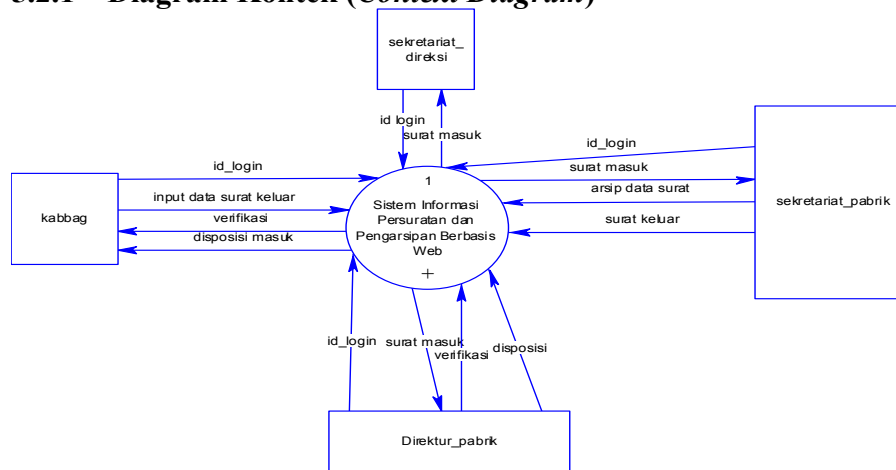 3.2.1 Diagram Konten (Context Diagram)
sekretariat_
direksi
id login
surat masuk
id_login
surat masuk
arsip data surat
surat keluar
sekretariat_pabrik
id_login
input data surat keluar
verifikasi
disposisi masuk
kabbag
1
Sistem Informasi
Persuratan dan
Pengarsipan Berbasis
Web
+
id_login
surat masuk
verifikasi
disposisi
Direktur_pabrik